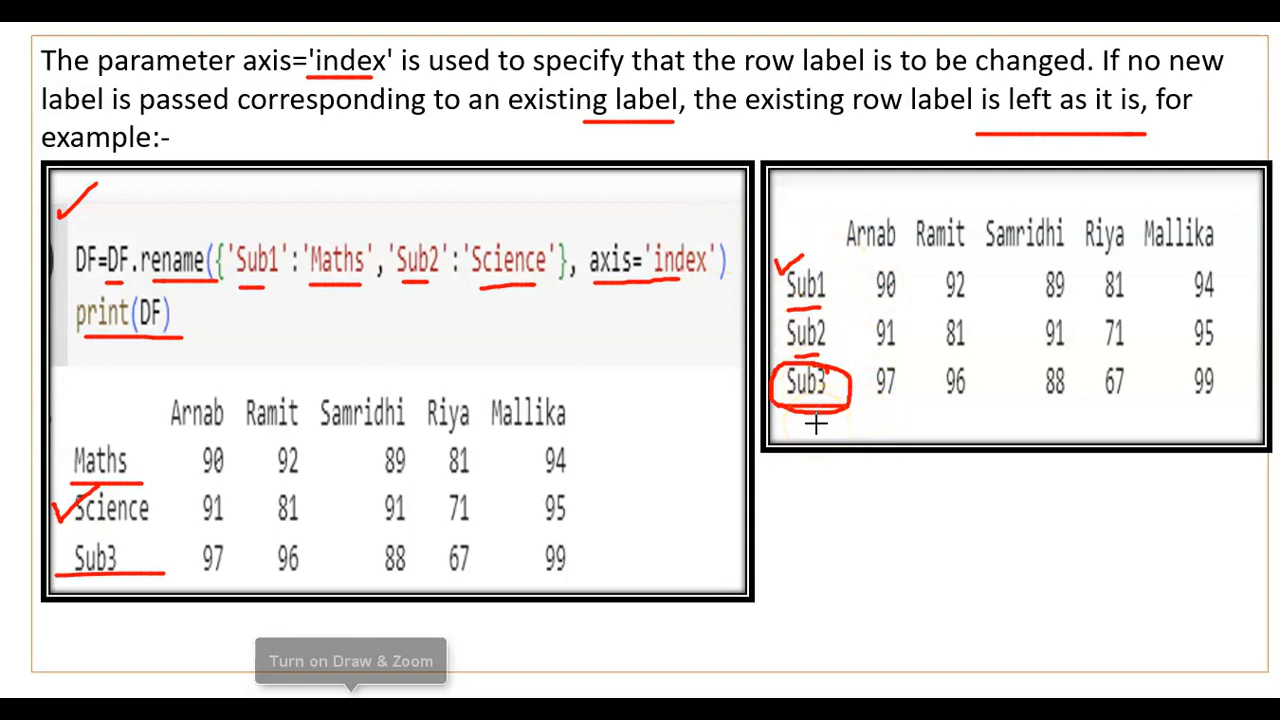 The parameter axis='index' is used to specify that the row label is to be changed. If no new
label is passed corresponding to an existing label, the existing row label is left as it is, for
example:-
DF=DF.rename({'Sub1':'Maths','Sub2':'Science'}, axis='index')
print(DF)
Arnab Ramit Samridhi Riya Mallika
Maths 90 92 89 81 94
Science 91 81 91 71 95
Sub3 97 96 88 67 99
Arnab Ramit Samridhi Riya Mallika
Sub1 90 92 89 81 94
Sub2 91 81 91 71 95
Sub3 97 96 88 67 99
Turn on Draw & Zoom